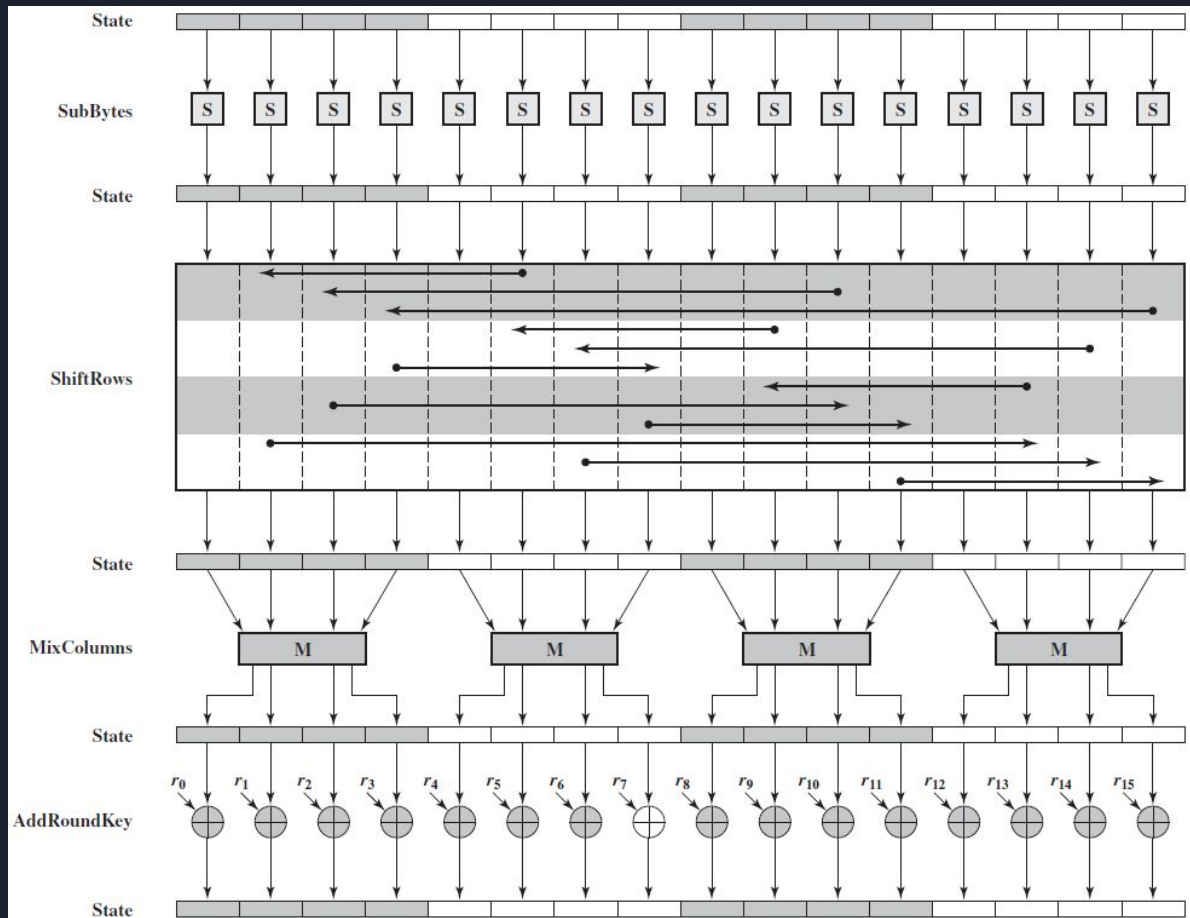 State
SubBytes
S S S S S S S S S S S S S S S S
State
ShiftRows
State
MixColumns
M M M M
State
r0 r1 r2 r3 r4 r5 r6 r7 r8 r9 r10 r11 r12 r13 r14 r15
AddRoundKey
State